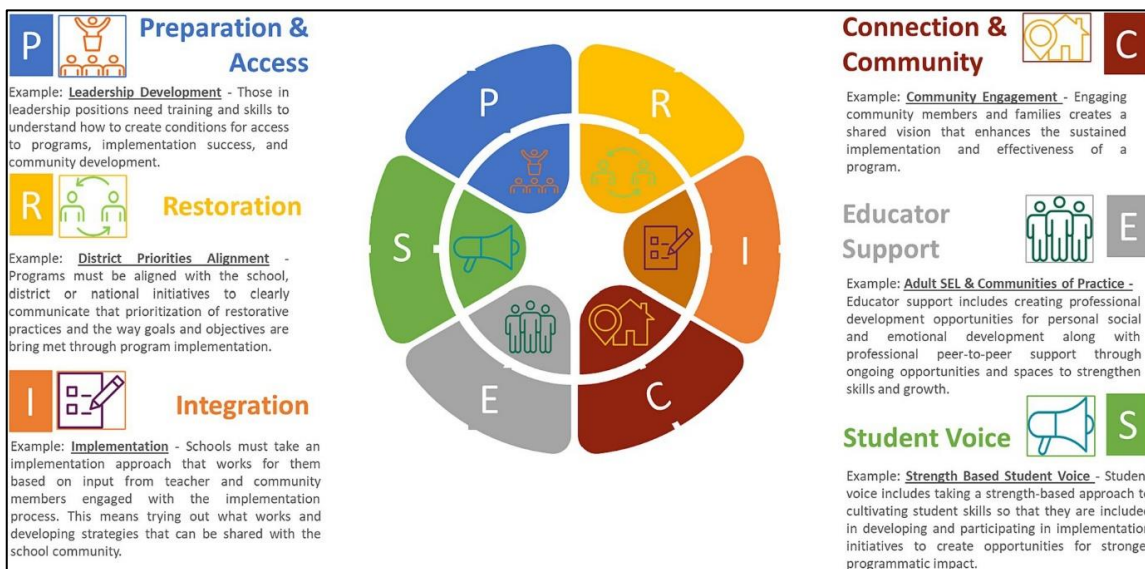 P
Preparation &
Access
Example: Leadership Development - Those in
leadership positions need training and skills to
understand how to create conditions for access
to programs, implementation success, and
community development.
R
Restoration
Example: District Priorities Alignment -
Programs must be aligned with the school,
district or national initiatives to clearly
communicate that prioritization of restorative
practices and the way goals and objectives are
bring met through program implementation.
I
Integration
Example: Implementation - Schools must take an
implementation approach that works for them
based on input from teacher and community
members engaged with the implementation
process. This means trying out what works and
developing strategies that can be shared with the
school community.
P
R
I
C
E
S
Connection &
Community
C
Example: Community Engagement - Engaging
community members and families creates a
shared vision that enhances the sustained
implementation and effectiveness of a
program.
Educator
Support
E
Example: Adult SEL & Communities of Practice -
Educator support includes creating professional
development opportunities for personal social
and emotional development along with
professional peer-to-peer support through
ongoing opportunities and spaces to strengthen
skills and growth.
Student Voice
S
Example: Strength Based Student Voice - Studen
voice includes taking a strength-based approach to
cultivating student skills so that they are included
in developing and participating in implementation
initiatives to create opportunities for stronge
programmatic impact.